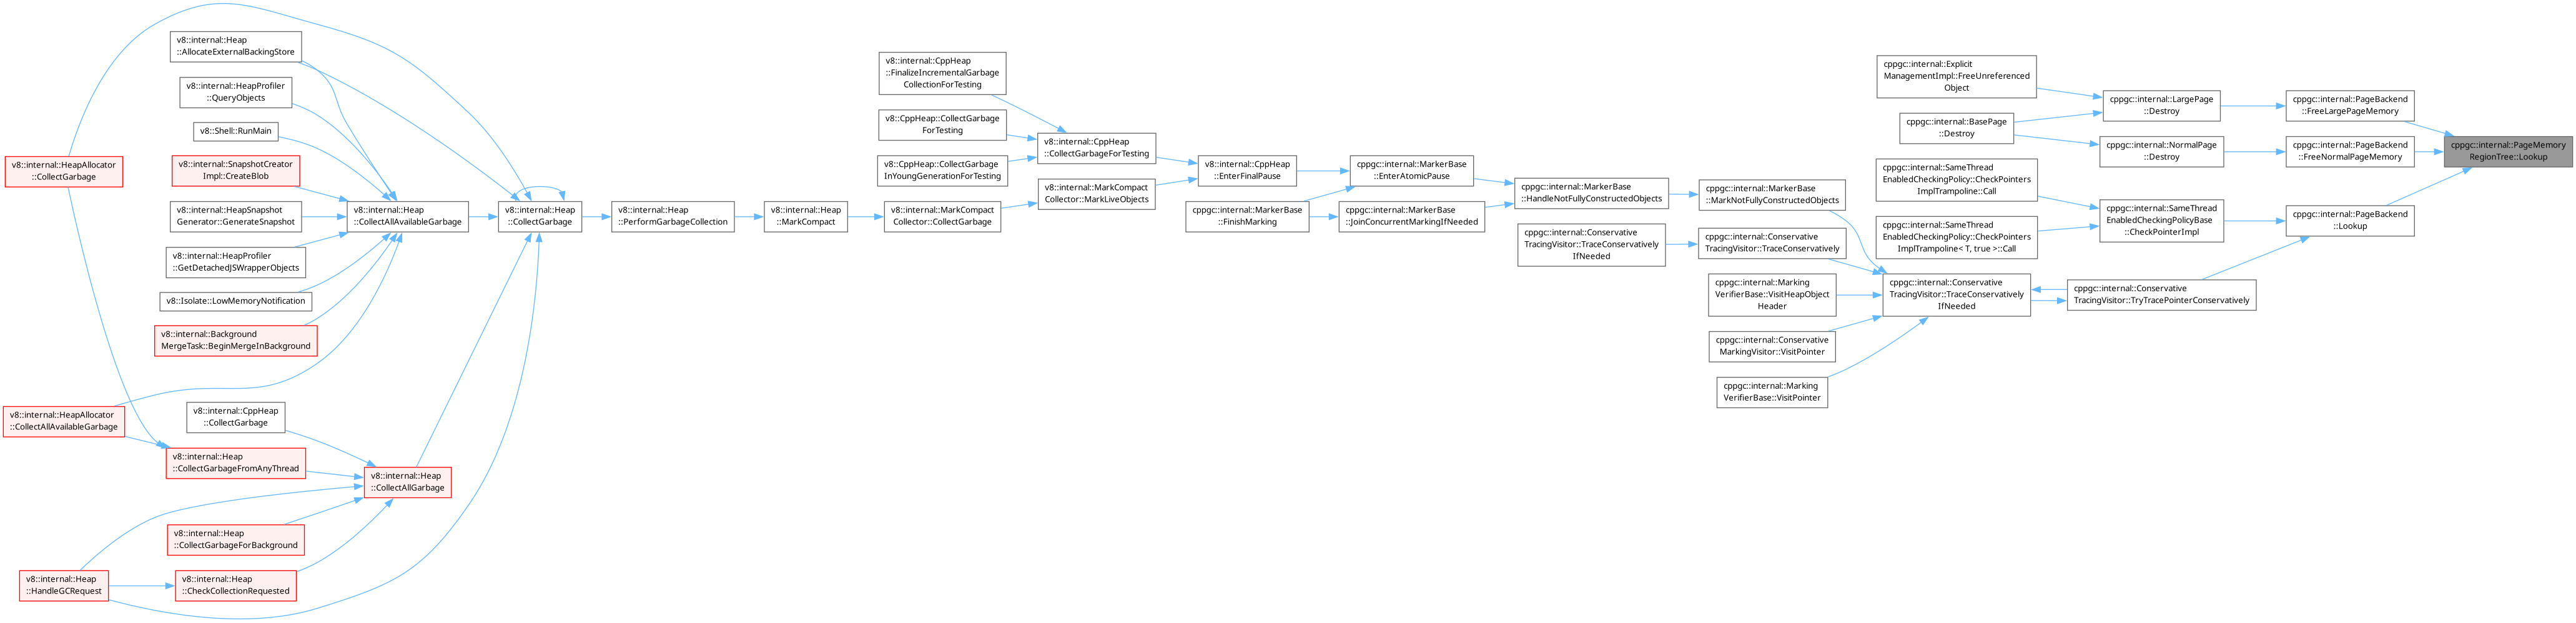 v8::internal::HeapAllocator
::CollectGarbage
v8::internal::HeapAllocator
::CollectAllAvailableGarbage
v8::internal::Heap
::HandleGCRequest
v8::internal::Heap
::AllocateExternalBackingStore
v8::internal::HeapProfiler
::QueryObjects
v8::Shell::RunMain
v8::internal::SnapshotCreator
Impl::CreateBlob
v8::internal::HeapSnapshot
Generator::GenerateSnapshot
v8::internal::HeapProfiler
::GetDetachedJSWrapperObjects
v8::Isolate::LowMemoryNotification
v8::internal::Background
MergeTask::BeginMergeInBackground
v8::internal::CppHeap
::CollectGarbage
v8::internal::Heap
::CollectGarbageFromAnyThread
v8::internal::Heap
::CollectGarbageForBackground
v8::internal::Heap
::CheckCollectionRequested
v8::internal::Heap
::CollectAllAvailableGarbage
v8::internal::Heap
::CollectAllGarbage
v8::internal::Heap
::CollectGarbage
v8::internal::Heap
::PerformGarbageCollection
v8::internal::Heap
::MarkCompact
v8::internal::CppHeap
::FinalizeIncrementalGarbage
CollectionForTesting
v8::CppHeap::CollectGarbage
ForTesting
v8::CppHeap::CollectGarbage
InYoungGenerationForTesting
v8::internal::MarkCompact
Collector::CollectGarbage
v8::internal::CppHeap
::CollectGarbageForTesting
v8::internal::MarkCompact
Collector::MarkLiveObjects
v8::internal::CppHeap
::EnterFinalPause
cppgc::internal::MarkerBase
::FinishMarking
cppgc::internal::MarkerBase
::EnterAtomicPause
cppgc::internal::MarkerBase
::JoinConcurrentMarkingIfNeeded
cppgc::internal::MarkerBase
::HandleNotFullyConstructedObjects
cppgc::internal::Conservative
TracingVisitor::TraceConservatively
IfNeeded
cppgc::internal::MarkerBase
::MarkNotFullyConstructedObjects
cppgc::internal::Conservative
TracingVisitor::TraceConservatively
cppgc::internal::Marking
VerifierBase::VisitHeapObject
Header
cppgc::internal::Conservative
MarkingVisitor::VisitPointer
cppgc::internal::Marking
VerifierBase::VisitPointer
cppgc::internal::Explicit
ManagementImpl::FreeUnreferenced
Object
cppgc::internal::BasePage
::Destroy
cppgc::internal::SameThread
EnabledCheckingPolicy::CheckPointers
ImplTrampoline::Call
cppgc::internal::SameThread
EnabledCheckingPolicy::CheckPointers
ImplTrampoline< T, true >::Call
cppgc::internal::Conservative
TracingVisitor::TraceConservatively
IfNeeded
cppgc::internal::LargePage
::Destroy
cppgc::internal::NormalPage
::Destroy
cppgc::internal::SameThread
EnabledCheckingPolicyBase
::CheckPointerImpl
cppgc::internal::Conservative
TracingVisitor::TryTracePointerConservatively
cppgc::internal::PageBackend
::FreeLargePageMemory
cppgc::internal::PageBackend
::FreeNormalPageMemory
cppgc::internal::PageBackend
::Lookup
cppgc::internal::PageMemory
RegionTree::Lookup